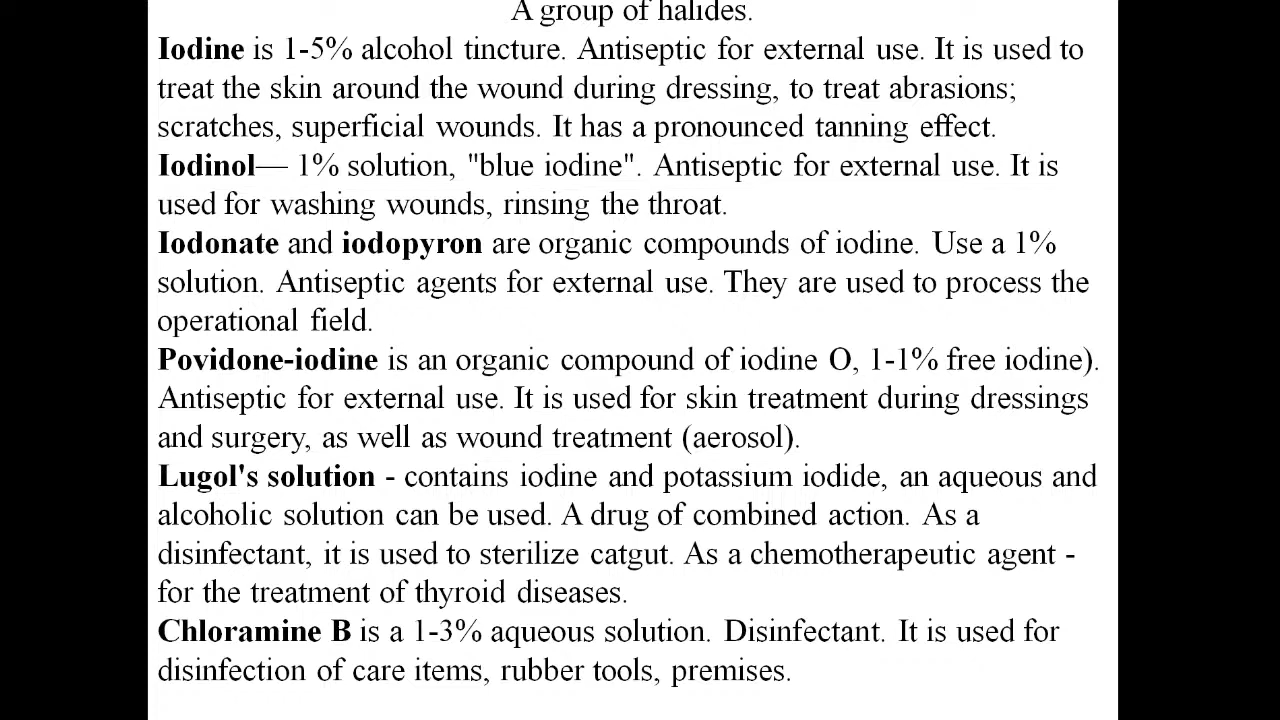 A group of halides.
Iodine is 1-5% alcohol tincture. Antiseptic for external use. It is used to
treat the skin around the wound during dressing, to treat abrasions;
scratches, superficial wounds. It has a pronounced tanning effect.
Iodinol— 1% solution, "blue iodine". Antiseptic for external use. It is
used for washing wounds, rinsing the throat.
Iodonate and iodopyron are organic compounds of iodine. Use a 1%
solution. Antiseptic agents for external use. They are used to process the
operational field.
Povidone-iodine is an organic compound of iodine O, 1-1% free iodine).
Antiseptic for external use. It is used for skin treatment during dressings
and surgery, as well as wound treatment (aerosol).
Lugol's solution - contains iodine and potassium iodide, an aqueous and
alcoholic solution can be used. A drug of combined action. As a
disinfectant, it is used to sterilize catgut. As a chemotherapeutic agent -
for the treatment of thyroid diseases.
Chloramine B is a 1-3% aqueous solution. Disinfectant. It is used for
disinfection of care items, rubber tools, premises.